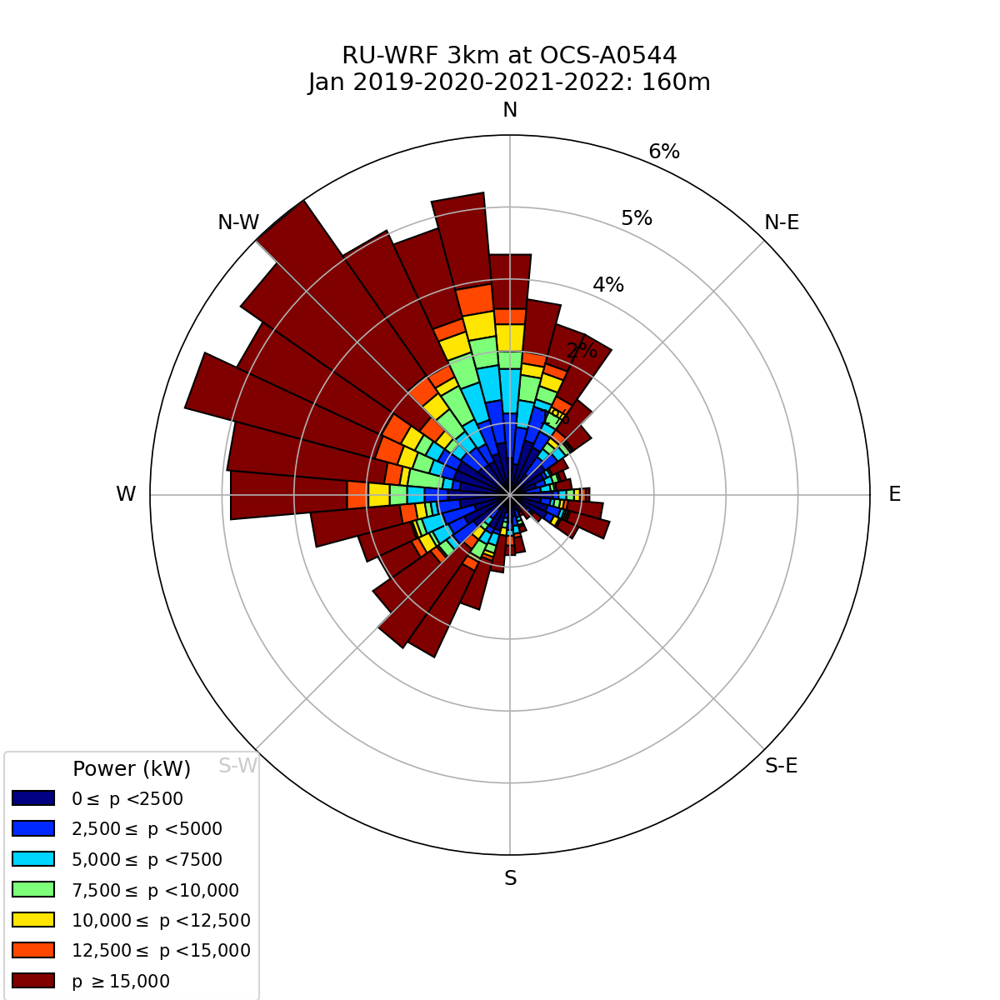 RU-WRF 3km at OCS-A0544
Jan 2019-2020-2021-2022: 160m
N
6%
N-W
5%
N-E
4%
2%
%
W
E
S-W
S-E
S
Power (kW)
0≤ p <2500
2,500≤ p <5000
5,000≤ p <7500
7,500≤ p <10,000
10,000≤ p <12,500
12,500≤ p <15,000
p ≥15,000